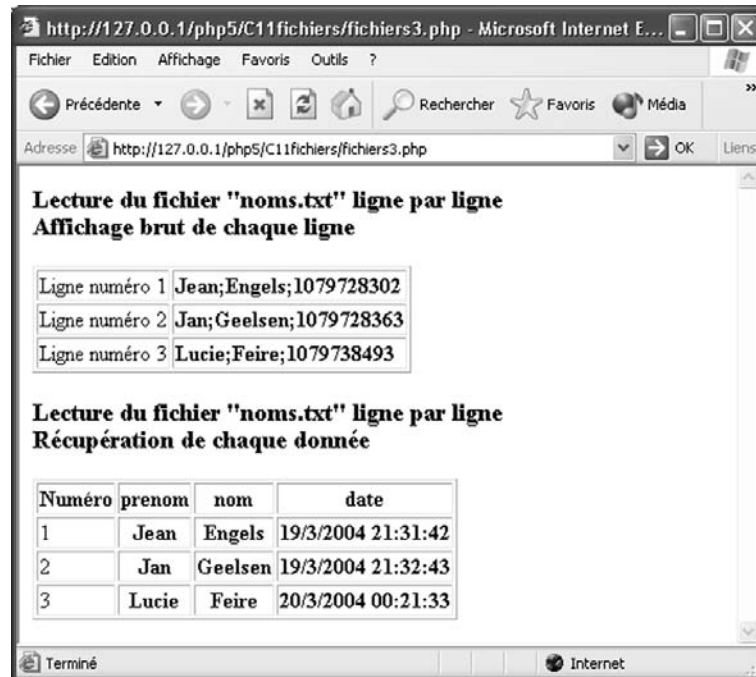 http://127.0.0.1/php5/C11fichiers/fichiers3.php - Microsoft Internet E...
Fichier Edition Affichage Favoris Outils ?
Précédente Rechercher Favoris Média »
Adresse http://127.0.0.1/php5/C11fichiers/fichiers3.php OK Liens
Lecture du fichier "noms.txt" ligne par ligne
Affichage brut de chaque ligne
Ligne numéro 1 Jean;Engels;1079728302
Ligne numéro 2 Jan;Geelsen;1079728363
Ligne numéro 3 Lucie;Feire;1079738493
Lecture du fichier "noms.txt" ligne par ligne
Récupération de chaque donnée
Numéro prenom nom date
1 Jean Engels 19/3/2004 21:31:42
2 Jan Geelsen 19/3/2004 21:32:43
3 Lucie Feire 20/3/2004 00:21:33
Terminé Internet